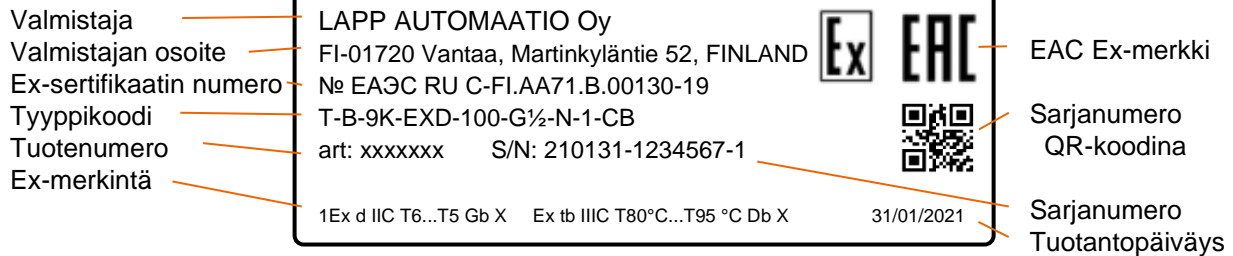 Valmistaja
Valmistajan osoite
Ex-sertifikaatin numero
Tyyppikoodi
Tuotenumero
Ex-merkintä
LAPP AUTOMAATIO Oy
FI-01720 Vantaa, Martinkyläntie 52, FINLAND
№ ЕАЭС RU C-FI.AA71.B.00130-19
T-B-9K-EXD-100-G½-N-1-CB
art: xxxxxxx S/N: 210131-1234567-1
1Ex d IIC T6...T5 Gb X Ex tb IIIC T80°C...T95 °C Db X 31/01/2021
Ex EAC
EAC Ex-merkki
Sarjanumero
QR-koodina
Sarjanumero
Tuotantopäiväys